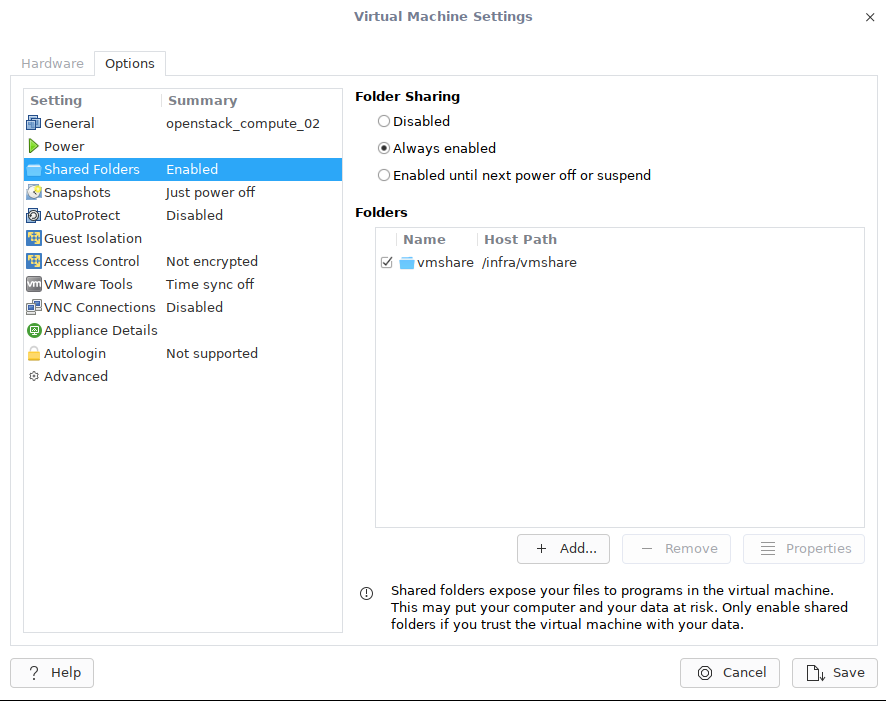 Virtual Machine Settings
Hardware Options
Setting Summary
General openstack_compute_02
Power
Shared Folders Enabled
Snapshots Just power off
AutoProtect Disabled
Guest Isolation
Access Control Not encrypted
vm VMware Tools Time sync off
VNC Connections Disabled
Appliance Details
Autologin Not supported
Advanced
Folder Sharing
Disabled
Always enabled
Enabled until next power off or suspend
Folders
Name Host Path
vmshare /infra/vmshare
+ Add...
− Remove
Properties
Shared folders expose your files to programs in the virtual machine.
This may put your computer and your data at risk. Only enable shared
folders if you trust the virtual machine with your data.
? Help
Cancel
Save